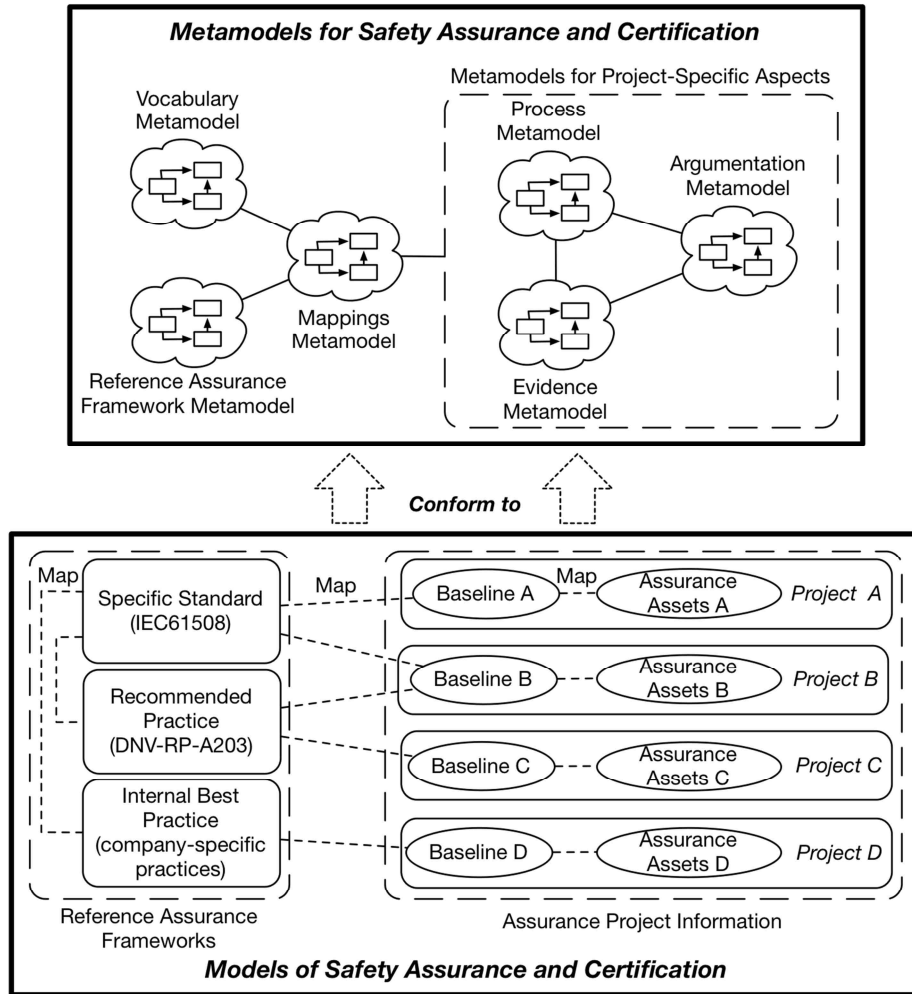 Metamodels for Safety Assurance and Certification
Metamodels for Project-Specific Aspects
Vocabulary
Metamodel
Process
Metamodel
Argumentation
Metamodel
Mappings
Metamodel
Reference Assurance
Framework Metamodel
Evidence
Metamodel
Conform to
Map
Specific Standard
(IEC61508)
Map
Baseline A
Map
Assurance
Assets A
Project A
Baseline B
Assurance
Assets B
Project B
Recommended
Practice
(DNV-RP-A203)
Baseline C
Assurance
Assets C
Project C
Internal Best
Practice
(company-specific
practices)
Baseline D
Assurance
Assets D
Project D
Reference Assurance
Frameworks
Assurance Project Information
Models of Safety Assurance and Certification